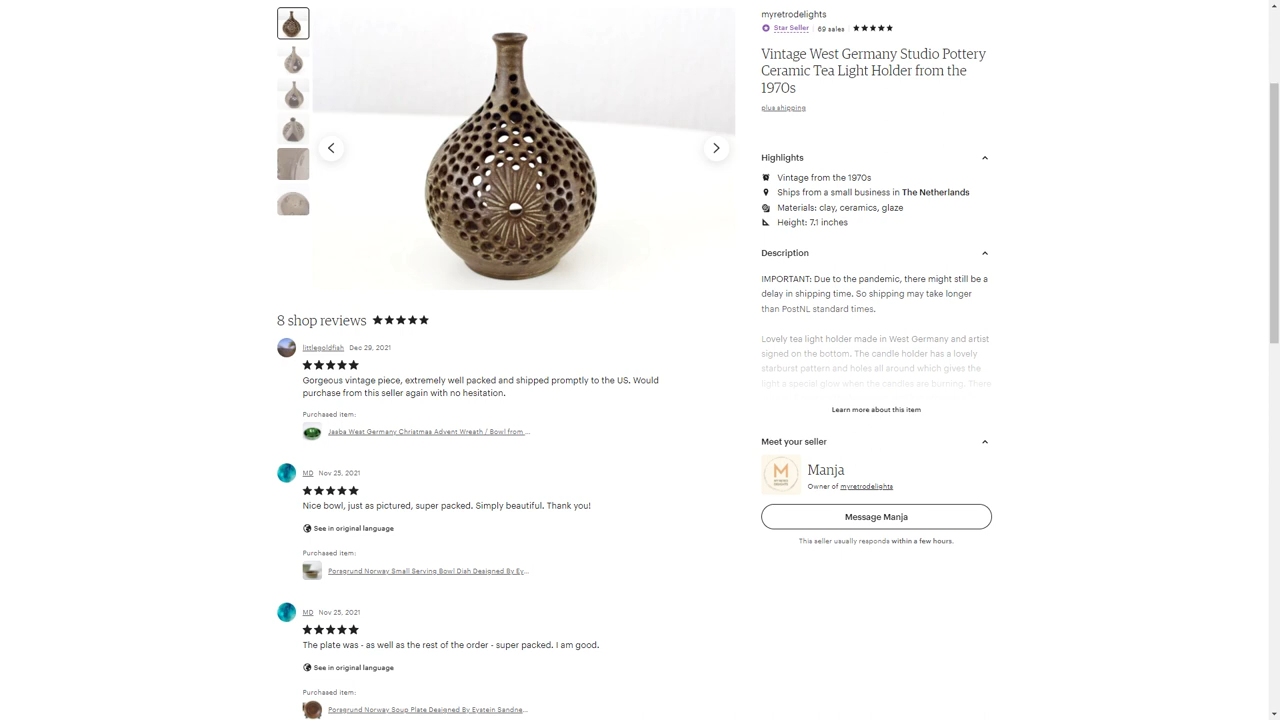 myretrodelights
Star Seller | 69 sales |
Vintage West Germany Studio Pottery
Ceramic Tea Light Holder from the
1970s
plus shipping
Highlights
Vintage from the 1970s
Ships from a small business in The Netherlands
Materials: clay, ceramics, glaze
Height: 7.1 inches
Description
IMPORTANT: Due to the pandemic, there might still be a
delay in shipping time. So shipping may take longer
than PostNL standard times.
Lovely tea light holder made in West Germany and artist
signed on the bottom. The candle holder has a lovely
starburst pattern and holes all around which gives the
light a special glow when the candles are burning. There
Learn more about this item
Meet your seller
Manja
Owner of myretrodelights
Message Manja
This seller usually responds within a few hours.
8 shop reviews
littlegoldfish Dec 29, 2021
Gorgeous vintage piece, extremely well packed and shipped promptly to the US. Would
purchase from this seller again with no hesitation.
Purchased item:
Jasba West Germany Christmas Advent Wreath / Bowl from ...
MD Nov 25, 2021
Nice bowl, just as pictured, super packed. Simply beautiful. Thank you!
See in original language
Purchased item:
Porsgrund Norway Small Serving Bowl Dish Designed By Ey...
MD Nov 25, 2021
The plate was - as well as the rest of the order - super packed. I am good.
See in original language
Purchased item:
Porsgrund Norway Soup Plate Designed By Eystein Sandne...